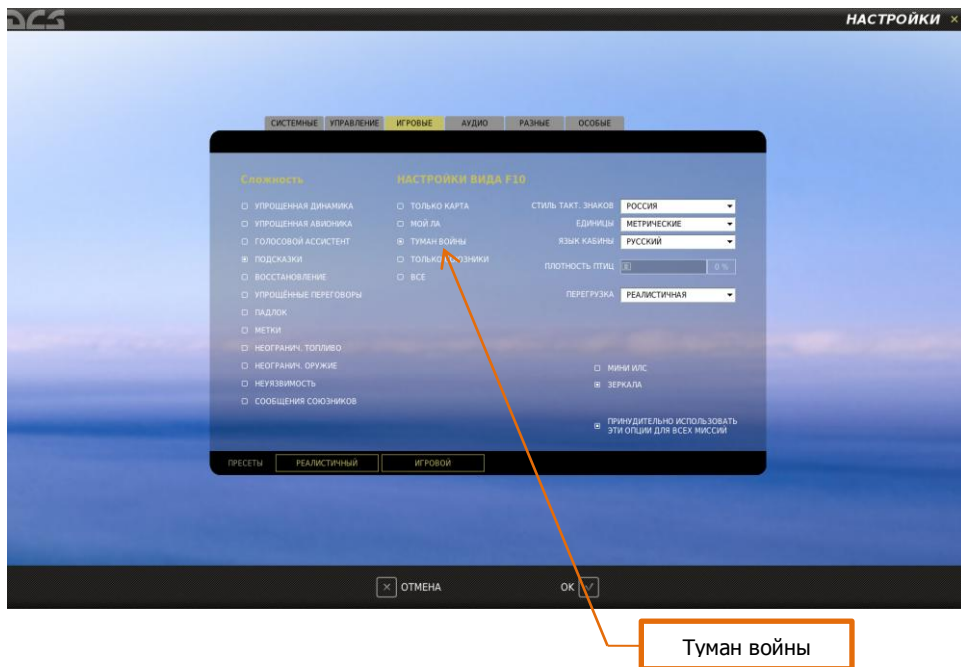 DCS
НАСТРОЙКИ ×
СИСТЕМНЫЕ УПРАВЛЕНИЕ ИГРОВЫЕ АУДИО РАЗНЫЕ ОСОБЫЕ
Сложность
УПРОЩЕННАЯ ДИНАМИКА
УПРОЩЕННАЯ АВИОНИКА
ГОЛОСОВОЙ АССИСТЕНТ
ПОДСКАЗКИ
ВОССТАНОВЛЕНИЕ
УПРОЩЁННЫЕ ПЕРЕГОВОРЫ
ПАДЛОК
МЕТКИ
НЕОГРАНИЧ. ТОПЛИВО
НЕОГРАНИЧ. ОРУЖИЕ
НЕУЯЗВИМОСТЬ
СООБЩЕНИЯ СОЮЗНИКОВ
НАСТРОЙКИ ВИДА F10
ТОЛЬКО КАРТА
МОЙ ЛА
ТУМАН ВОЙНЫ
ТОЛЬКО СОЮЗНИКИ
ВСЕ
СТИЛЬ ТАКТ. ЗНАКОВ РОССИЯ
ЕДИНИЦЫ МЕТРИЧЕСКИЕ
ЯЗЫК КАБИНЫ РУССКИЙ
ПЛОТНОСТЬ ПТИЦ 0 %
ПЕРЕГРУЗКА РЕАЛИСТИЧНАЯ
МИНИ ИЛС
ЗЕРКАЛА
ПРИНУДИТЕЛЬНО ИСПОЛЬЗОВАТЬ
ЭТИ ОПЦИИ ДЛЯ ВСЕХ МИССИЙ
ПРЕСЕТЫ РЕАЛИСТИЧНЫЙ ИГРОВОЙ
ОТМЕНА OK
Туман войны